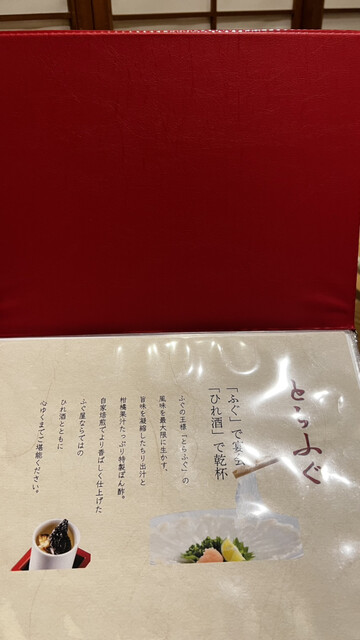 とらふぐ
「ふぐ」で宴会
「ひれ酒」で乾杯
ふぐの王様「とらふぐ」の
風味を最大限に生かす。
旨味を凝縮したちり出汁と
柑橘果汁たっぷり特製ぽん酢。
自家焙煎でより香ばしく仕上げた
ふぐ屋ならではの
ひれ酒とともに
心ゆくまでご堪能ください。